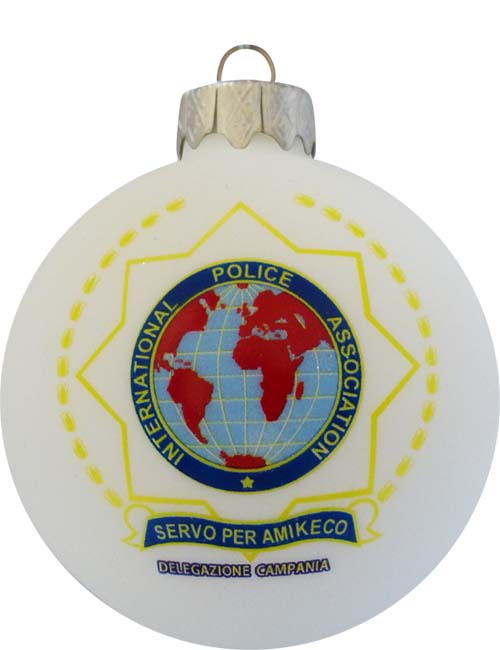 INTERNATIONAL POLICE ASSOCIATION
SERVO PER AMIKECO
DELEGAZIONE CAMPANIA